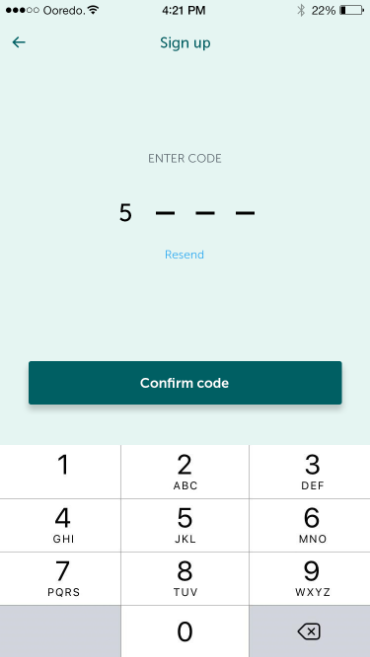 Ooredo. 4:21 PM 22%
Sign up
ENTER CODE
5 _ _ _
Resend
Confirm code
1 2 3
ABC DEF
4 5 6
GHI JKL MNO
7 8 9
PQRS TUV WXYZ
0